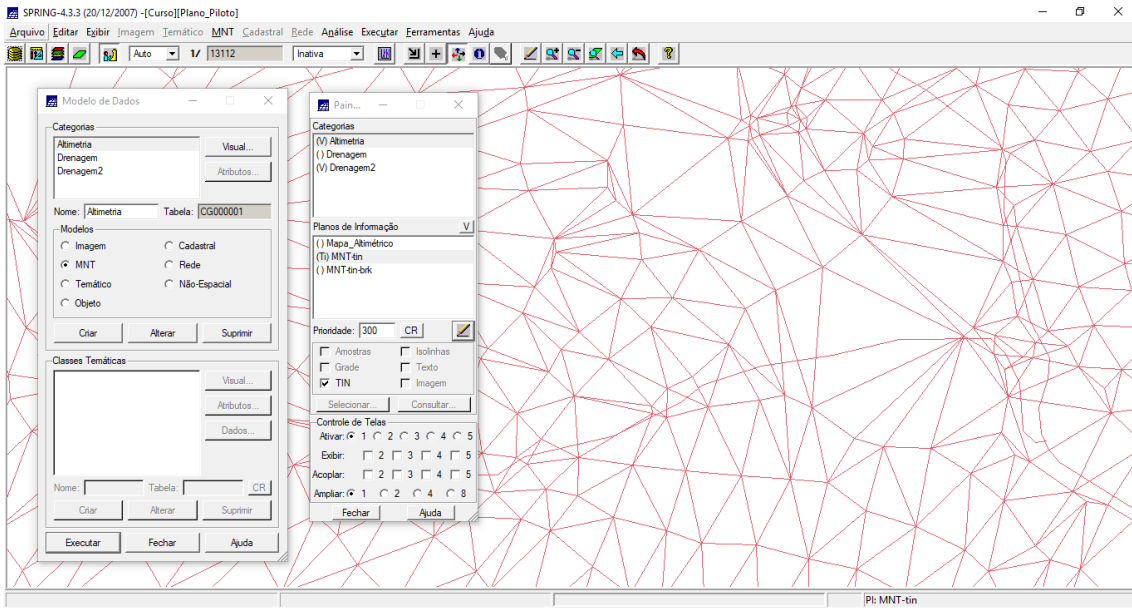 SPRING-4.3.3 (20/12/2007) -[Curso][Plano_Piloto]
Arquivo Editar Exibir Imagem Temático MNT Cadastral Rede Análise Executar Ferramentas Ajuda
Auto 1/ 13112 Inativa
Modelo de Dados
Categorias
Altimetria
Drenagem
Drenagem2
Visual...
Atributos...
Nome: Altimetria Tabela: CG000001
Modelos
Imagem Cadastral
MNT Rede
Temático Não-Espacial
Objeto
Criar Alterar Suprimir
Classes Temáticas
Visual...
Atributos...
Dados...
Nome: Tabela: CR
Criar Alterar Suprimir
Executar Fechar Ajuda
Pain...
Categorias
(V) Altimetria
( ) Drenagem
(V) Drenagem2
Planos de Informação V
( ) Mapa_Altimétrico
(Ti) MNT-tin
( ) MNT-tin-brk
Prioridade: 300 CR
Amostras Isolinhas
Grade Texto
TIN Imagem
Selecionar... Consultar...
Controle de Telas
Ativar: 1 2 3 4 5
Exibir: 2 3 4 5
Acoplar: 2 3 4 5
Ampliar: 1 2 4 8
Fechar Ajuda
PI: MNT-tin